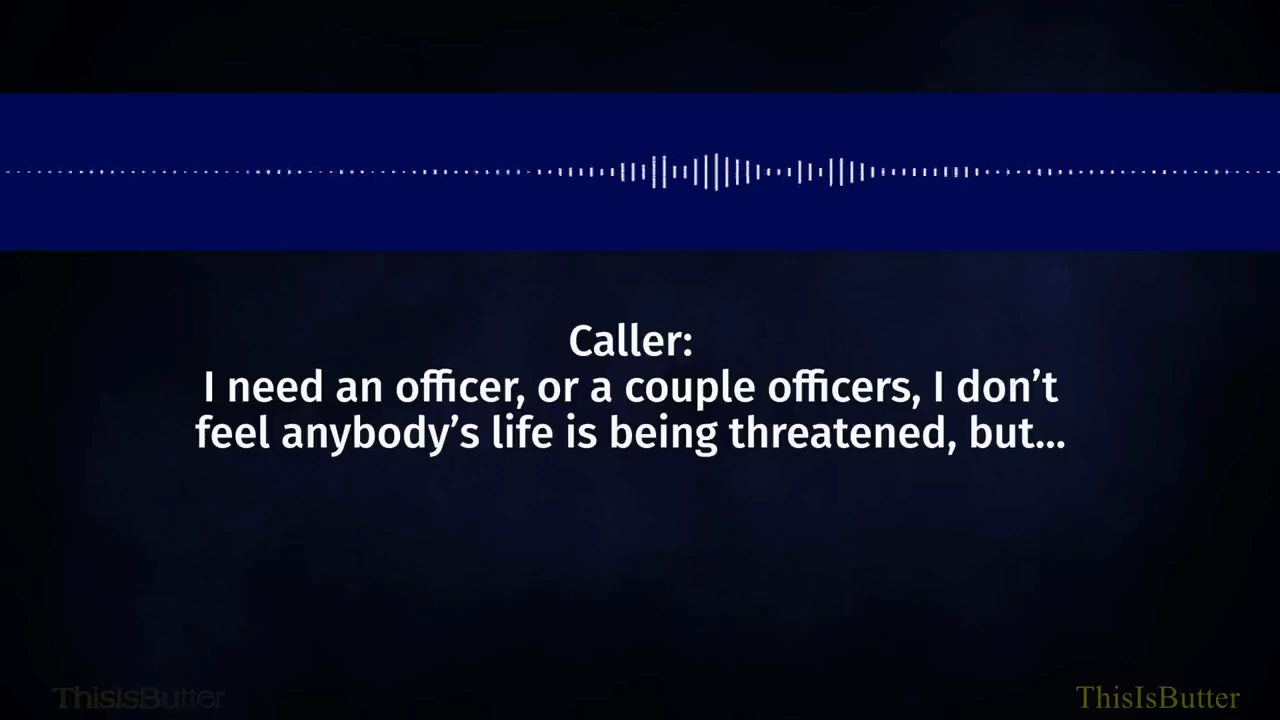 Caller:
I need an officer, or a couple officers, I don’t
feel anybody’s life is being threatened, but...
ThisIsButter
ThisIsButter